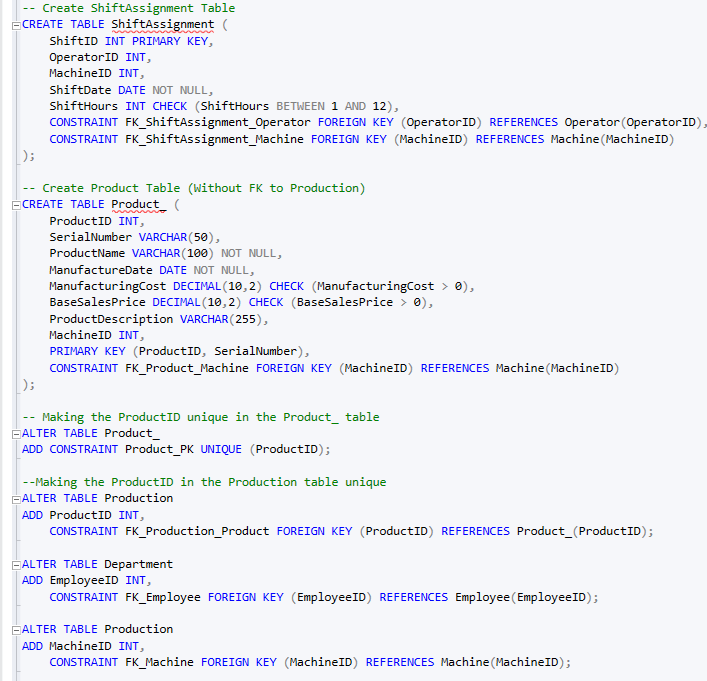 -- Create ShiftAssignment Table
CREATE TABLE ShiftAssignment (
ShiftID INT PRIMARY KEY,
OperatorID INT,
MachineID INT,
ShiftDate DATE NOT NULL,
ShiftHours INT CHECK (ShiftHours BETWEEN 1 AND 12),
CONSTRAINT FK_ShiftAssignment_Operator FOREIGN KEY (OperatorID) REFERENCES Operator(OperatorID),
CONSTRAINT FK_ShiftAssignment_Machine FOREIGN KEY (MachineID) REFERENCES Machine(MachineID)
);
-- Create Product Table (Without FK to Production)
CREATE TABLE Product_ (
ProductID INT,
SerialNumber VARCHAR(50),
ProductName VARCHAR(100) NOT NULL,
ManufactureDate DATE NOT NULL,
ManufacturingCost DECIMAL(10,2) CHECK (ManufacturingCost > 0),
BaseSalesPrice DECIMAL(10,2) CHECK (BaseSalesPrice > 0),
ProductDescription VARCHAR(255),
MachineID INT,
PRIMARY KEY (ProductID, SerialNumber),
CONSTRAINT FK_Product_Machine FOREIGN KEY (MachineID) REFERENCES Machine(MachineID)
);
-- Making the ProductID unique in the Product_ table
ALTER TABLE Product_
ADD CONSTRAINT Product_PK UNIQUE (ProductID);
--Making the ProductID in the Production table unique
ALTER TABLE Production
ADD ProductID INT,
CONSTRAINT FK_Production_Product FOREIGN KEY (ProductID) REFERENCES Product_(ProductID);
ALTER TABLE Department
ADD EmployeeID INT,
CONSTRAINT FK_Employee FOREIGN KEY (EmployeeID) REFERENCES Employee(EmployeeID);
ALTER TABLE Production
ADD MachineID INT,
CONSTRAINT FK_Machine FOREIGN KEY (MachineID) REFERENCES Machine(MachineID);